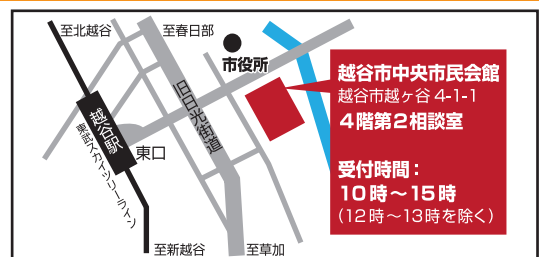 至北越谷
至春日部
市役所
越谷駅
東武スカイツリーライン
東口
旧日光街道
至新越谷
至草加
越谷市中央市民会館
越谷市越ヶ谷 4-1-1
4階第2相談室
受付時間：
10時～15時
（12時～13時を除く）